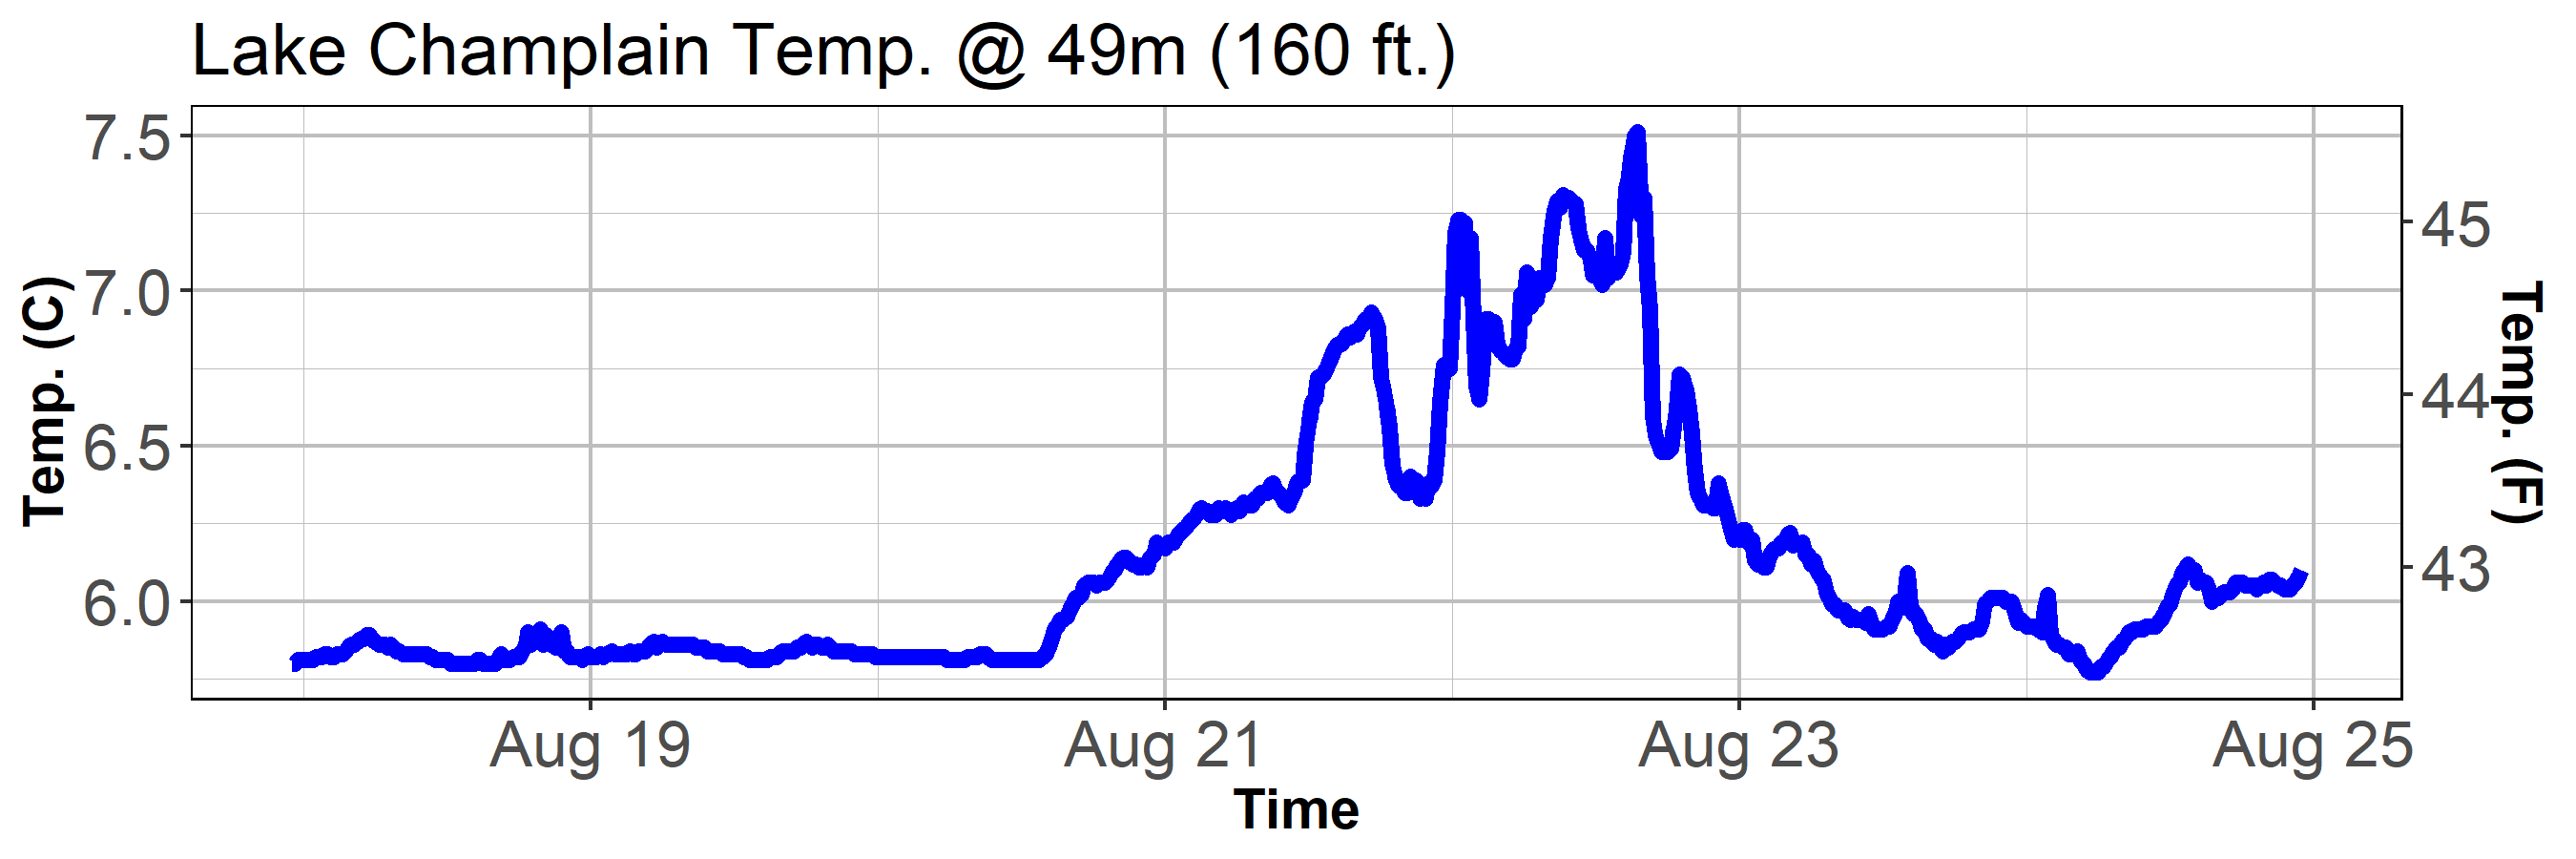 Lake Champlain Temp. @ 49m (160 ft.)
7.5
7.0
6.5
6.0
Temp. (C)
45
44
43
Temp. (F)
Aug 19
Aug 21
Aug 23
Aug 25
Time